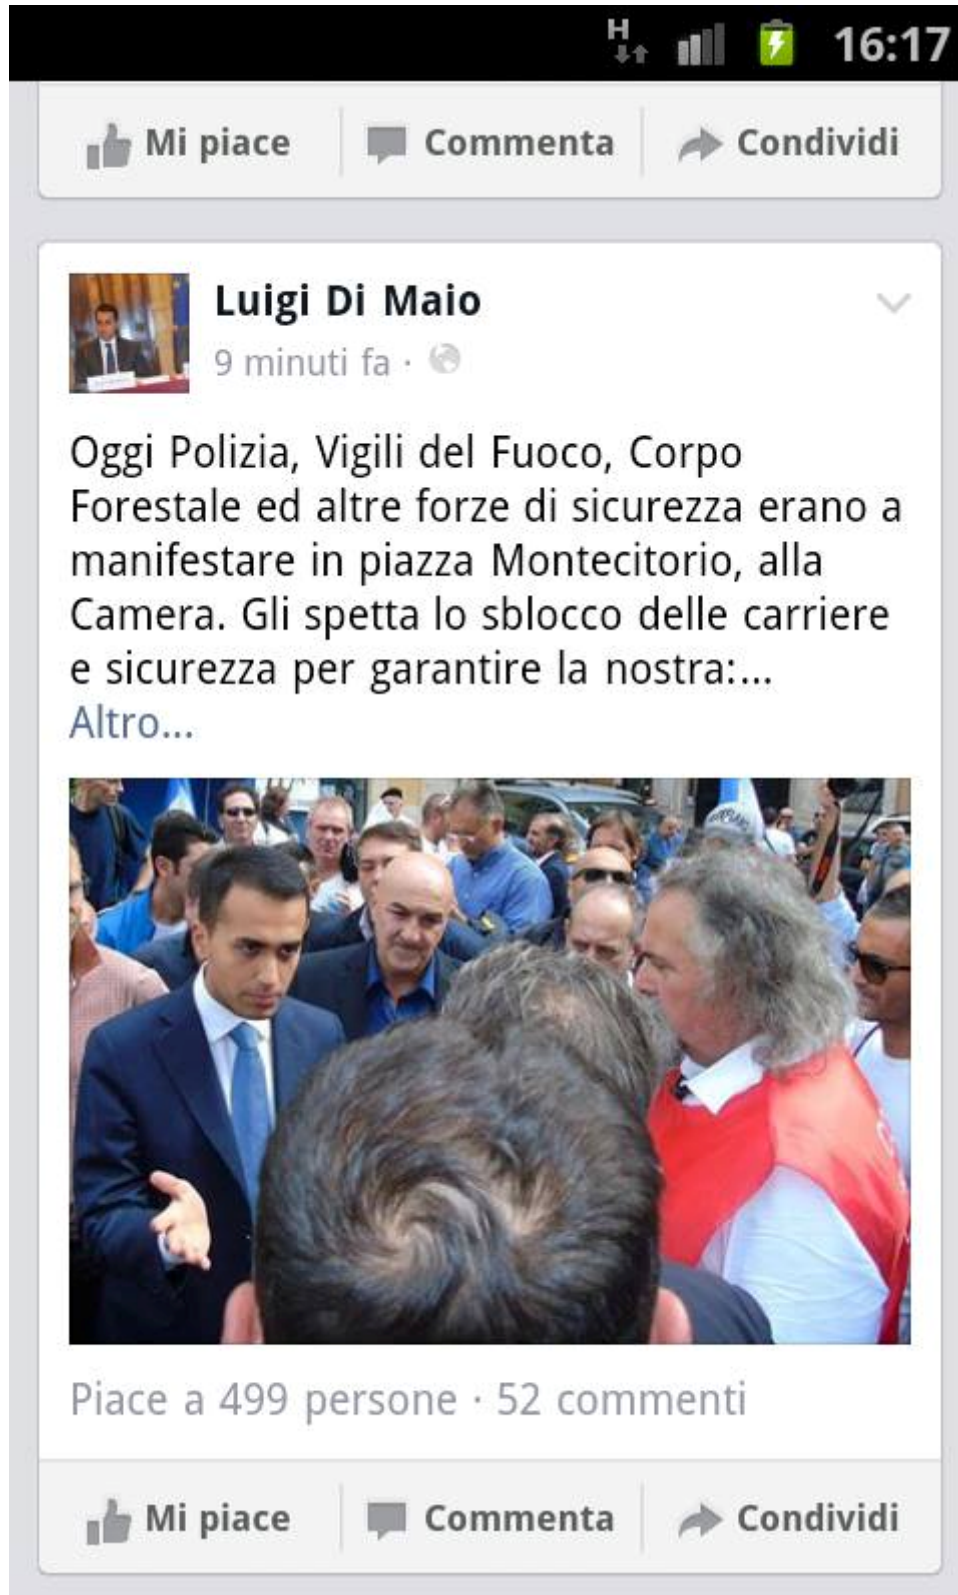 H
16:17
Mi piace
Commenta
Condividi
Luigi Di Maio
9 minuti fa ·
Oggi Polizia, Vigili del Fuoco, Corpo
Forestale ed altre forze di sicurezza erano a
manifestare in piazza Montecitorio, alla
Camera. Gli spetta lo sblocco delle carriere
e sicurezza per garantire la nostra:...
Altro...
Piace a 499 persone · 52 commenti
Mi piace
Commenta
Condividi